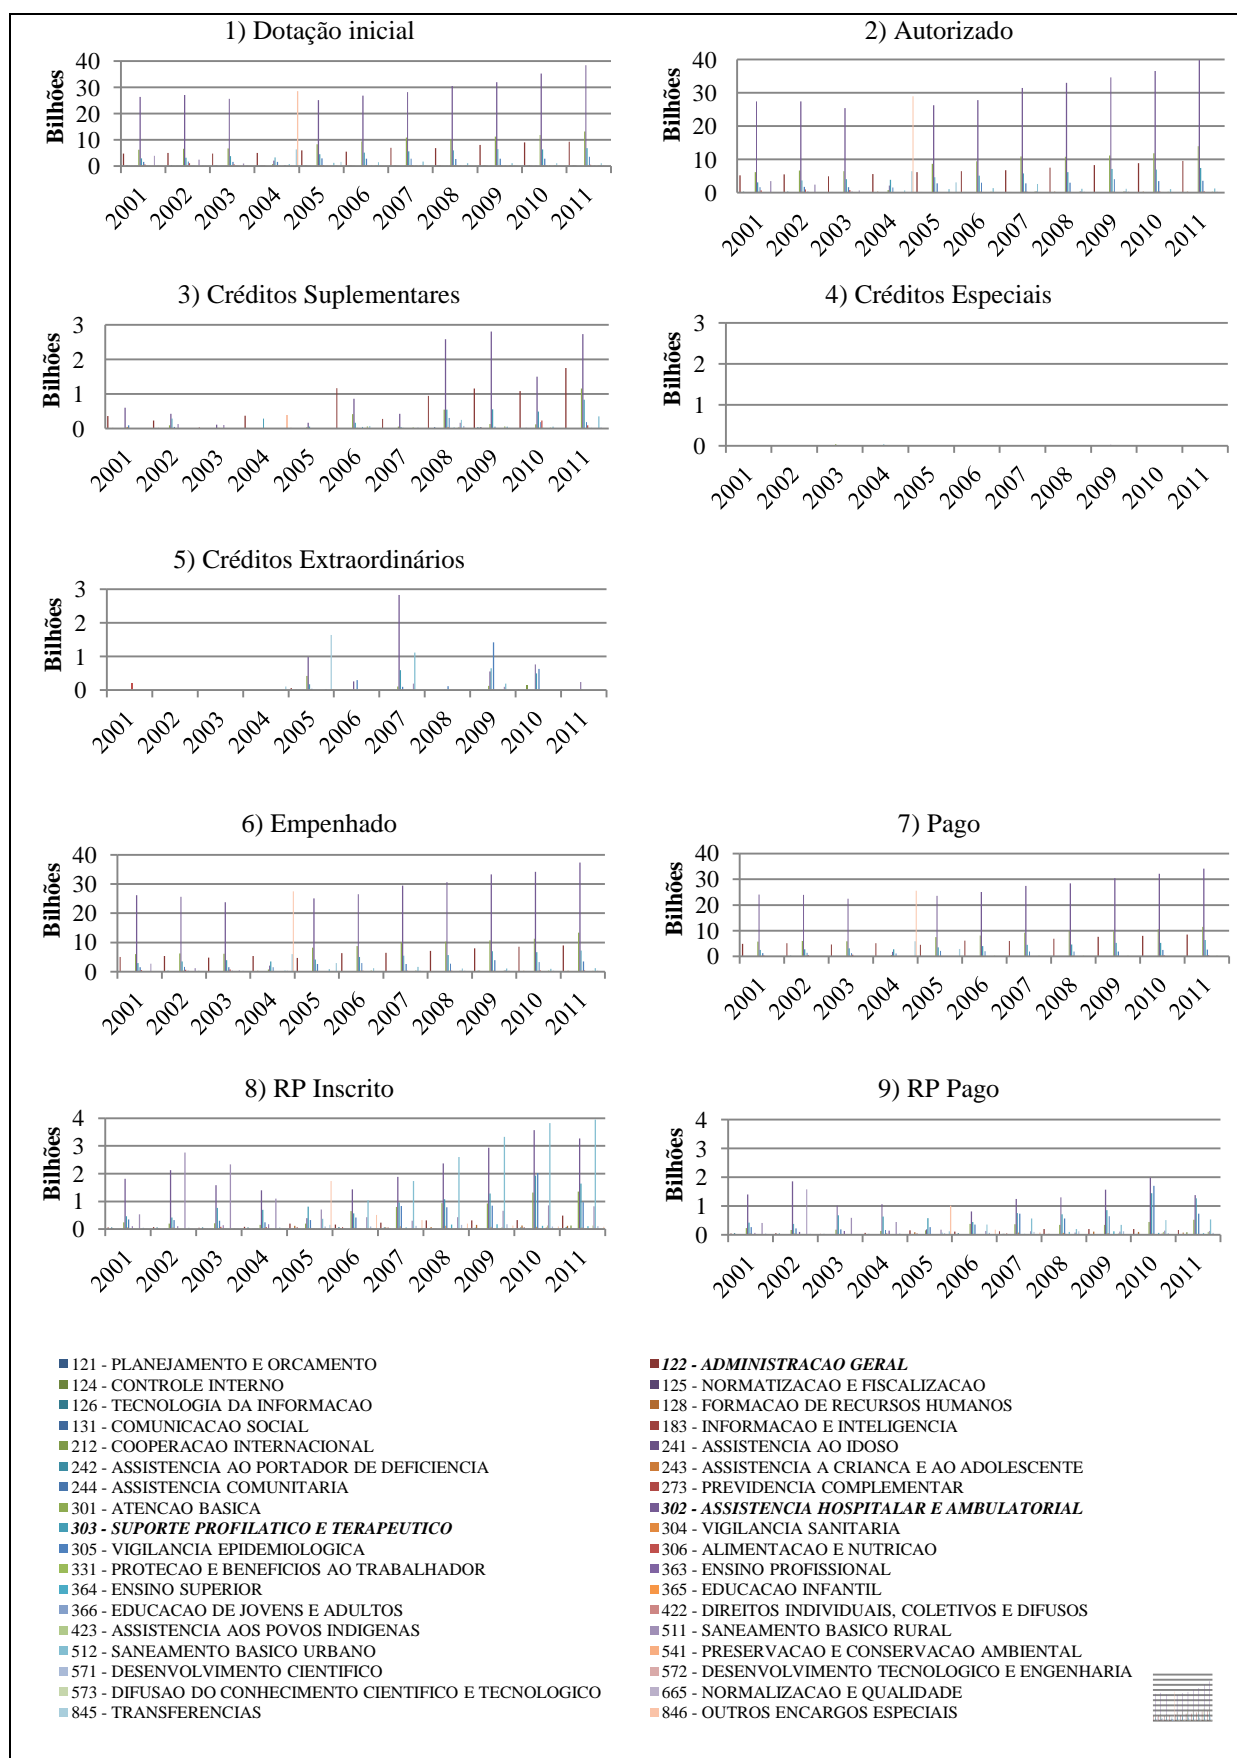 1) Dotação inicial
Bilhões
40
30
20
10
0
2001 2002 2003 2004 2005 2006 2007 2008 2009 2010 2011
2) Autorizado
Bilhões
40
30
20
10
0
2001 2002 2003 2004 2005 2006 2007 2008 2009 2010 2011
3) Créditos Suplementares
Bilhões
3
2
1
0
2001 2002 2003 2004 2005 2006 2007 2008 2009 2010 2011
4) Créditos Especiais
Bilhões
3
2
1
0
2001 2002 2003 2004 2005 2006 2007 2008 2009 2010 2011
5) Créditos Extraordinários
Bilhões
3
2
1
0
2001 2002 2003 2004 2005 2006 2007 2008 2009 2010 2011
6) Empenhado
Bilhões
40
30
20
10
0
2001 2002 2003 2004 2005 2006 2007 2008 2009 2010 2011
7) Pago
Bilhões
40
30
20
10
0
2001 2002 2003 2004 2005 2006 2007 2008 2009 2010 2011
8) RP Inscrito
Bilhões
4
3
2
1
0
2001 2002 2003 2004 2005 2006 2007 2008 2009 2010 2011
9) RP Pago
Bilhões
4
3
2
1
0
2001 2002 2003 2004 2005 2006 2007 2008 2009 2010 2011
121 - PLANEJAMENTO E ORCAMENTO
122 - ADMINISTRACAO GERAL
124 - CONTROLE INTERNO
125 - NORMATIZACAO E FISCALIZACAO
126 - TECNOLOGIA DA INFORMACAO
128 - FORMACAO DE RECURSOS HUMANOS
131 - COMUNICACAO SOCIAL
183 - INFORMACAO E INTELIGENCIA
212 - COOPERACAO INTERNACIONAL
241 - ASSISTENCIA AO IDOSO
242 - ASSISTENCIA AO PORTADOR DE DEFICIENCIA
243 - ASSISTENCIA A CRIANCA E AO ADOLESCENTE
244 - ASSISTENCIA COMUNITARIA
273 - PREVIDENCIA COMPLEMENTAR
301 - ATENCAO BASICA
302 - ASSISTENCIA HOSPITALAR E AMBULATORIAL
303 - SUPORTE PROFILATICO E TERAPEUTICO
304 - VIGILANCIA SANITARIA
305 - VIGILANCIA EPIDEMIOLOGICA
306 - ALIMENTACAO E NUTRICAO
331 - PROTECAO E BENEFICIOS AO TRABALHADOR
363 - ENSINO PROFISSIONAL
364 - ENSINO SUPERIOR
365 - EDUCACAO INFANTIL
366 - EDUCACAO DE JOVENS E ADULTOS
422 - DIREITOS INDIVIDUAIS, COLETIVOS E DIFUSOS
423 - ASSISTENCIA AOS POVOS INDIGENAS
511 - SANEAMENTO BASICO RURAL
512 - SANEAMENTO BASICO URBANO
541 - PRESERVACAO E CONSERVACAO AMBIENTAL
571 - DESENVOLVIMENTO CIENTIFICO
572 - DESENVOLVIMENTO TECNOLOGICO E ENGENHARIA
573 - DIFUSAO DO CONHECIMENTO CIENTIFICO E TECNOLOGICO
665 - NORMALIZACAO E QUALIDADE
845 - TRANSFERENCIAS
846 - OUTROS ENCARGOS ESPECIAIS